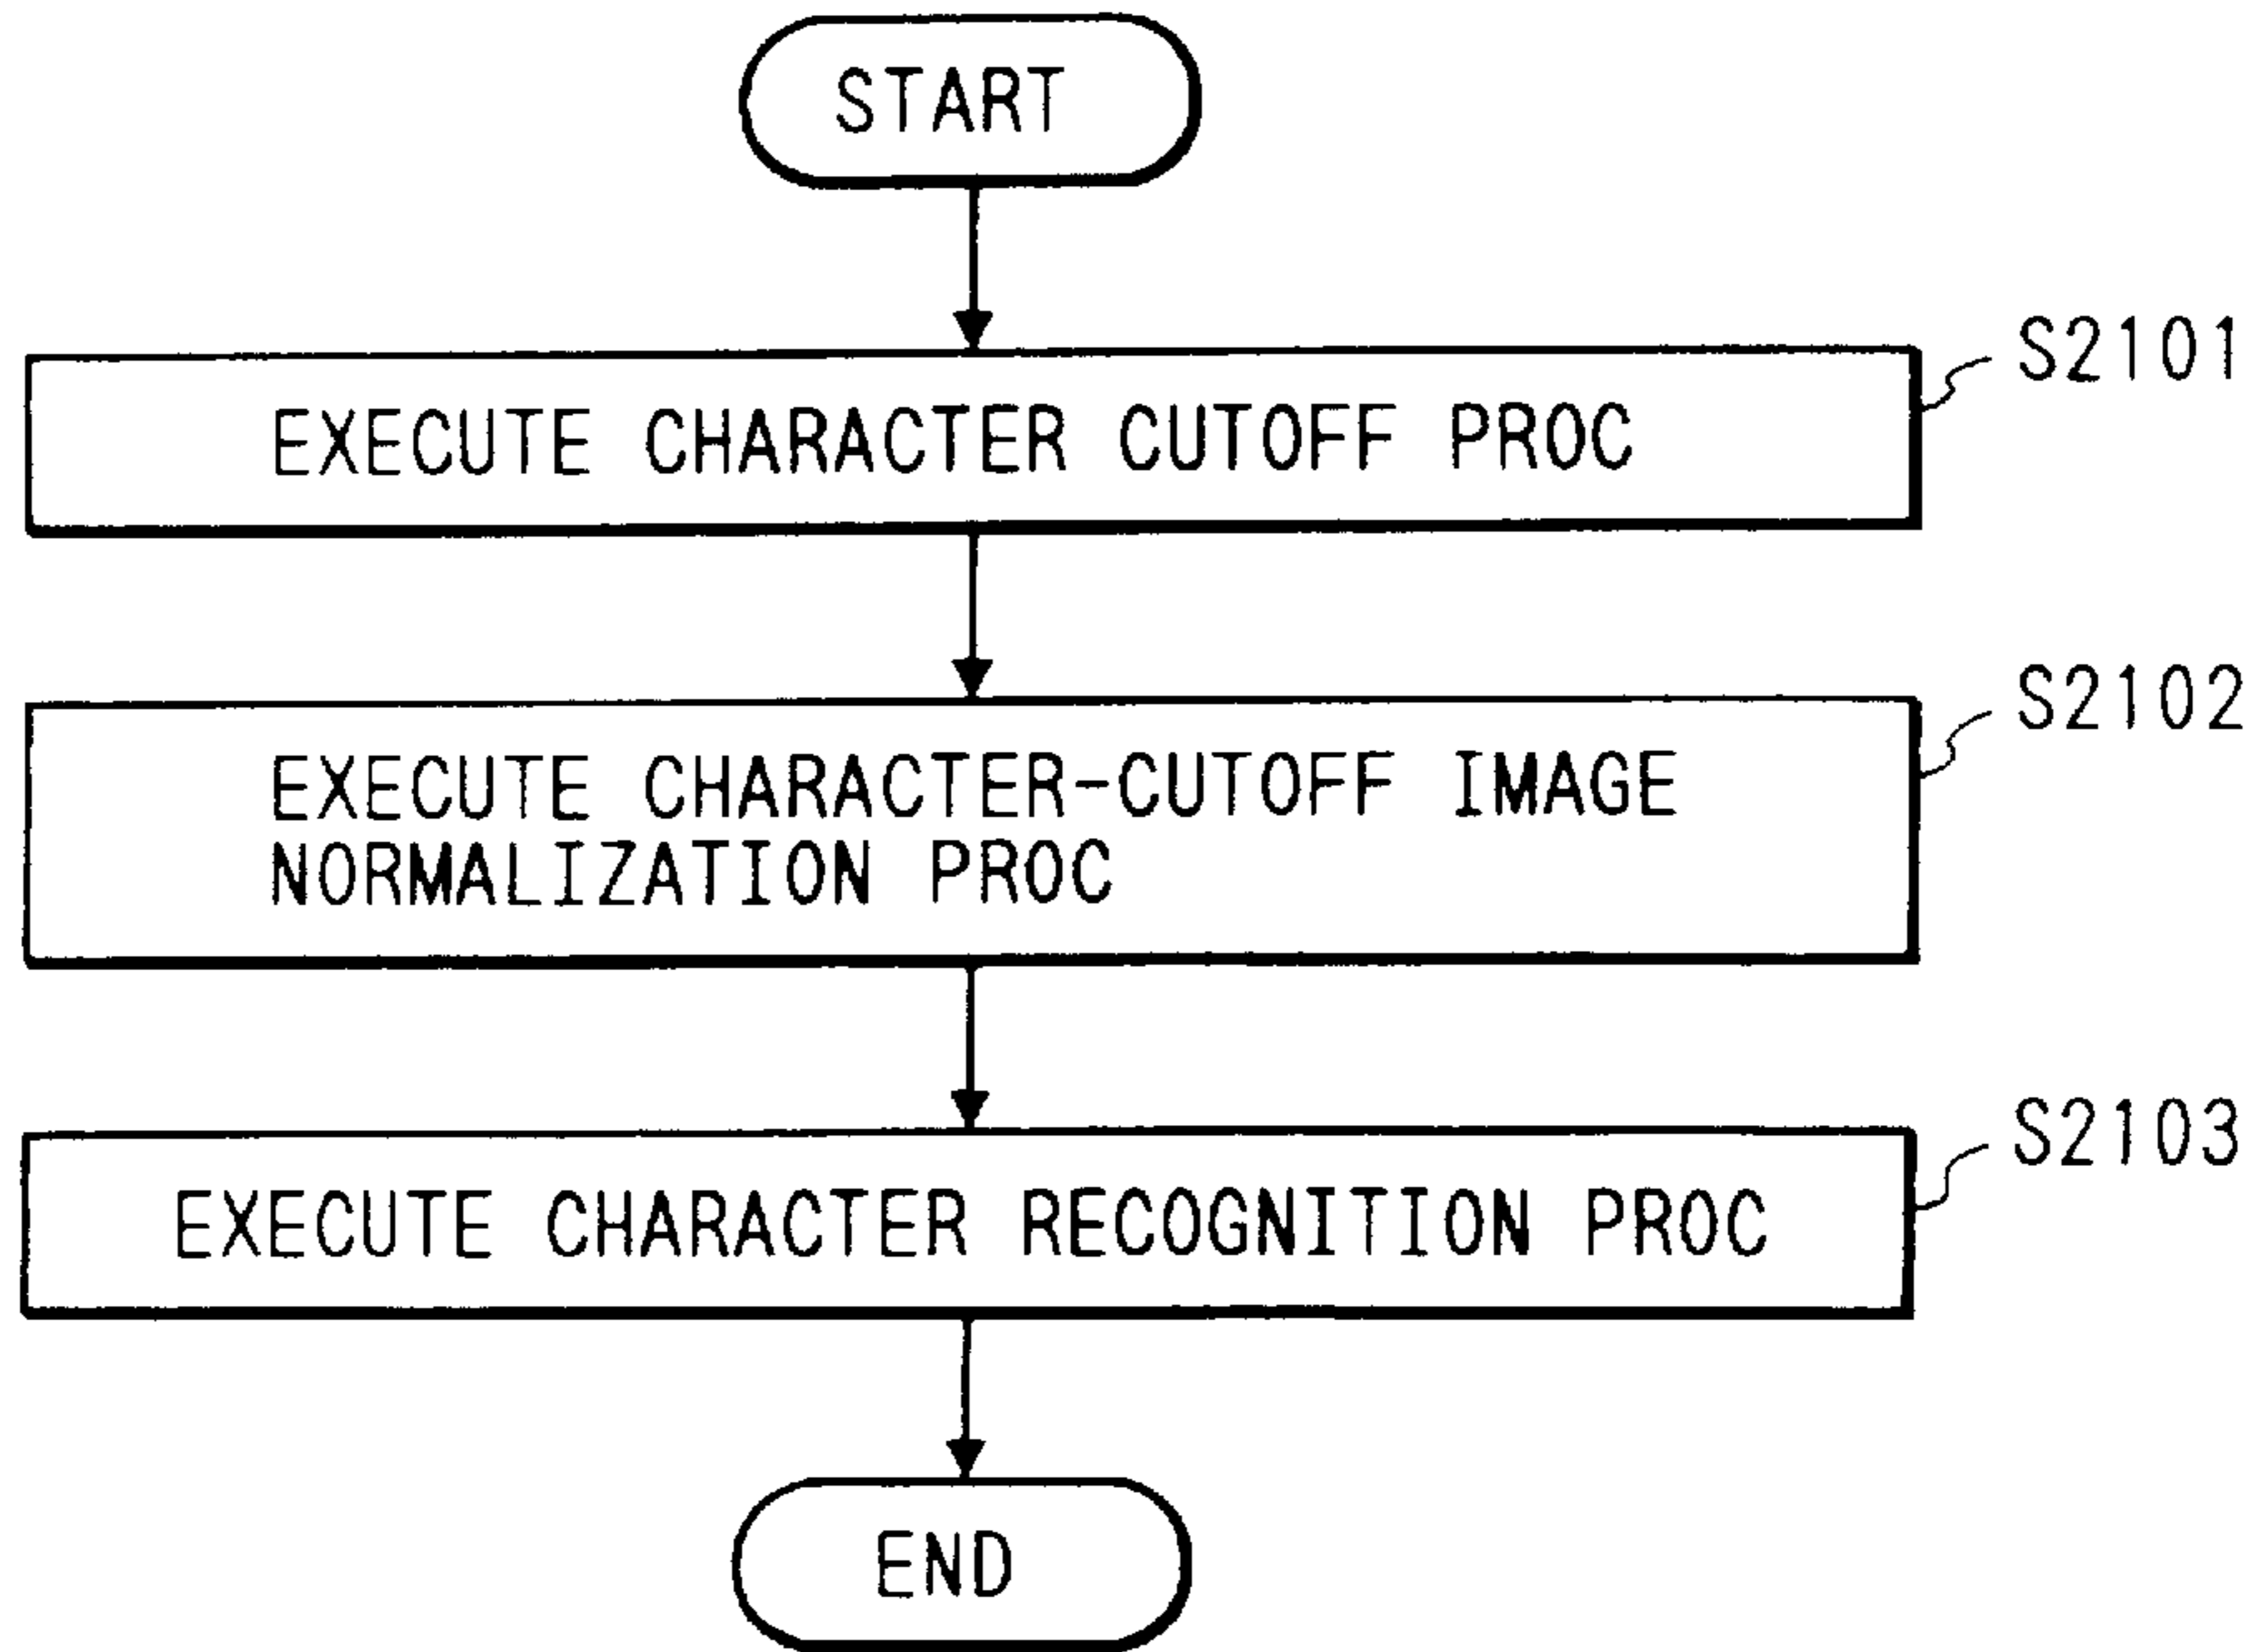 START
S2101
EXECUTE CHARACTER CUTOFF PROC
S2102
EXECUTE CHARACTER-CUTOFF IMAGE
NORMALIZATION PROC
S2103
EXECUTE CHARACTER RECOGNITION PROC
END